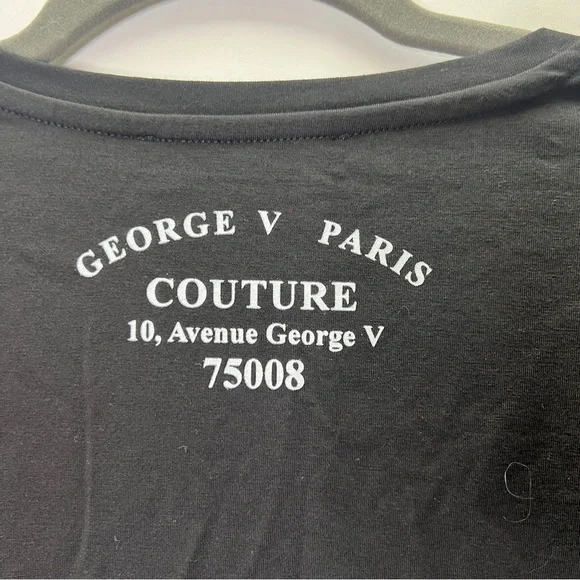 GEORGE V PARIS
COUTURE
10, Avenue George V
75008